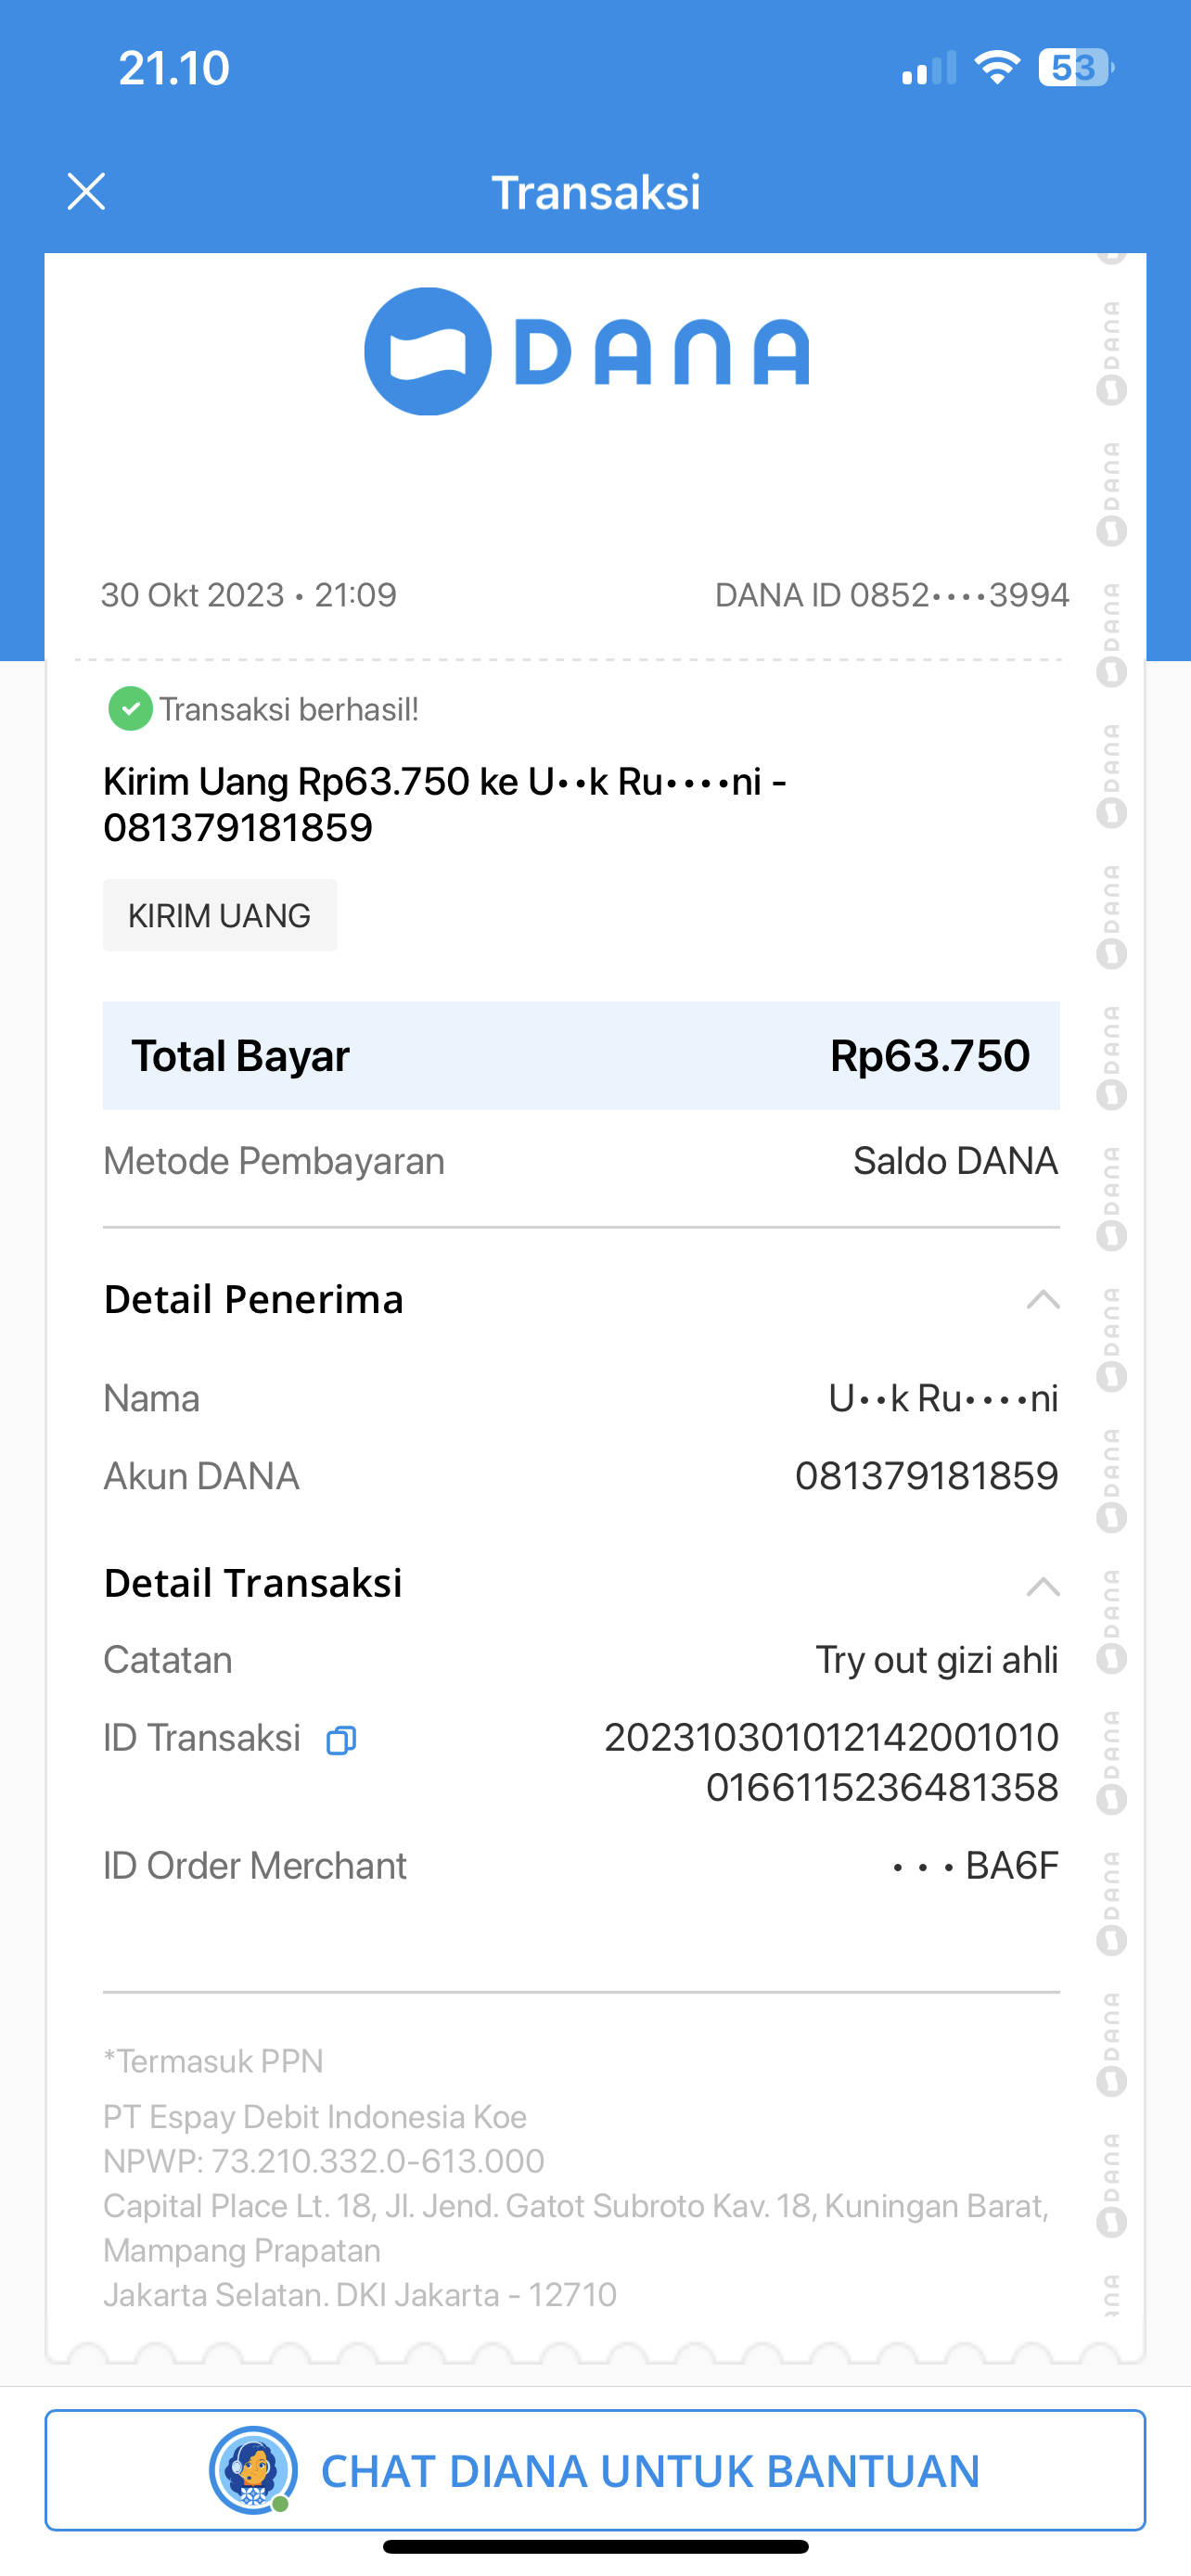 21.10
53
Transaksi
DANA
30 Okt 2023 • 21:09
DANA ID 0852••••3994
Transaksi berhasil!
Kirim Uang Rp63.750 ke U••k Ru••••ni -
081379181859
KIRIM UANG
Total Bayar Rp63.750
Metode Pembayaran Saldo DANA
Detail Penerima
Nama U••k Ru••••ni
Akun DANA 081379181859
Detail Transaksi
Catatan Try out gizi ahli
ID Transaksi 202310301012142001010
0166115236481358
ID Order Merchant • • • BA6F
*Termasuk PPN
PT Espay Debit Indonesia Koe
NPWP: 73.210.332.0-613.000
Capital Place Lt. 18, Jl. Jend. Gatot Subroto Kav. 18, Kuningan Barat,
Mampang Prapatan
Jakarta Selatan. DKI Jakarta - 12710
CHAT DIANA UNTUK BANTUAN